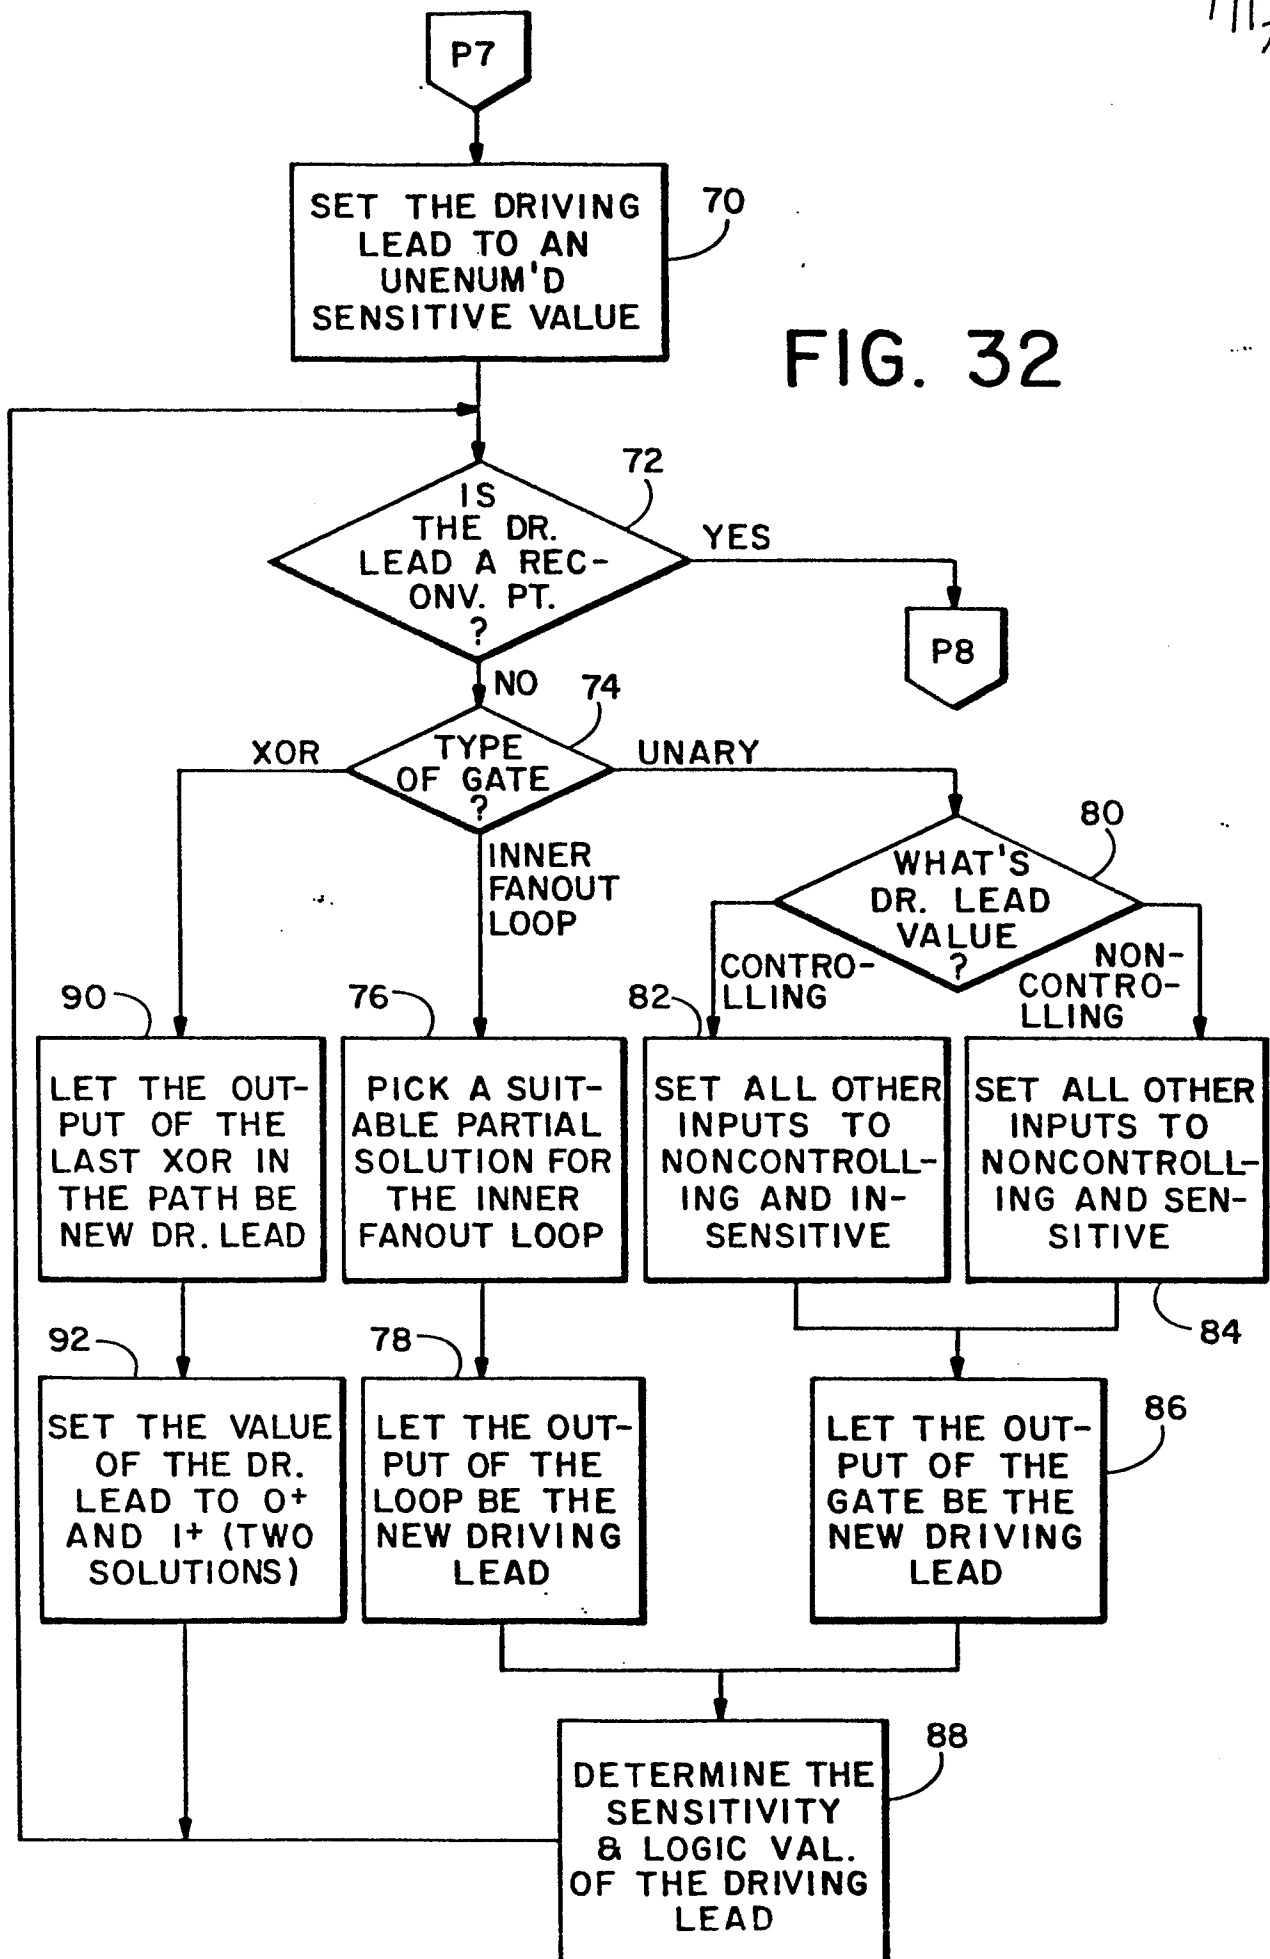 P7
SET THE DRIVING
LEAD TO AN
UNENUM'D
SENSITIVE VALUE
70
FIG. 32
72
IS
THE DR.
LEAD A REC-
ONV. PT.
?
YES
P8
NO
74
XOR
TYPE
OF GATE
?
UNARY
INNER
FANOUT
LOOP
80
WHAT'S
DR. LEAD
VALUE
?
CONTRO-
LLING
NON-
CONTRO-
LLING
90
LET THE OUT-
PUT OF THE
LAST XOR IN
THE PATH BE
NEW DR. LEAD
76
PICK A SUIT-
ABLE PARTIAL
SOLUTION FOR
THE INNER
FANOUT LOOP
82
SET ALL OTHER
INPUTS TO
NONCONTROLL-
ING AND IN-
SENSITIVE
SET ALL OTHER
INPUTS TO
NONCONTROLL-
ING AND SEN-
SITIVE
84
92
SET THE VALUE
OF THE DR.
LEAD TO 0+
AND 1+ (TWO
SOLUTIONS)
78
LET THE OUT-
PUT OF THE
LOOP BE THE
NEW DRIVING
LEAD
86
LET THE OUT-
PUT OF THE
GATE BE THE
NEW DRIVING
LEAD
88
DETERMINE THE
SENSITIVITY
& LOGIC VAL.
OF THE DRIVING
LEAD